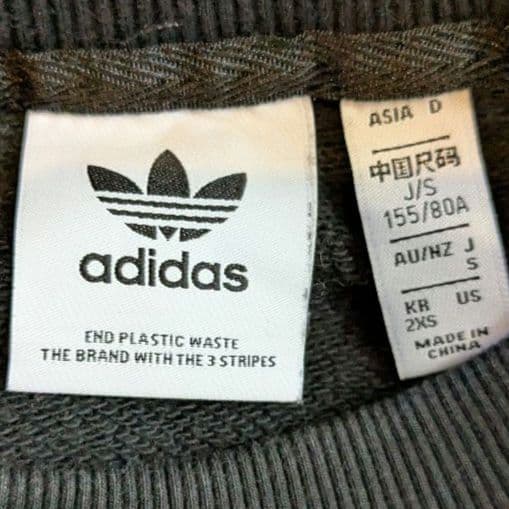 adidas
END PLASTIC WASTE
THE BRAND WITH THE 3 STRIPES
ASIA D
中国尺码
J/S
155/80A
AU/NZ J
S
KR US
2XS
MADE IN
CHINA